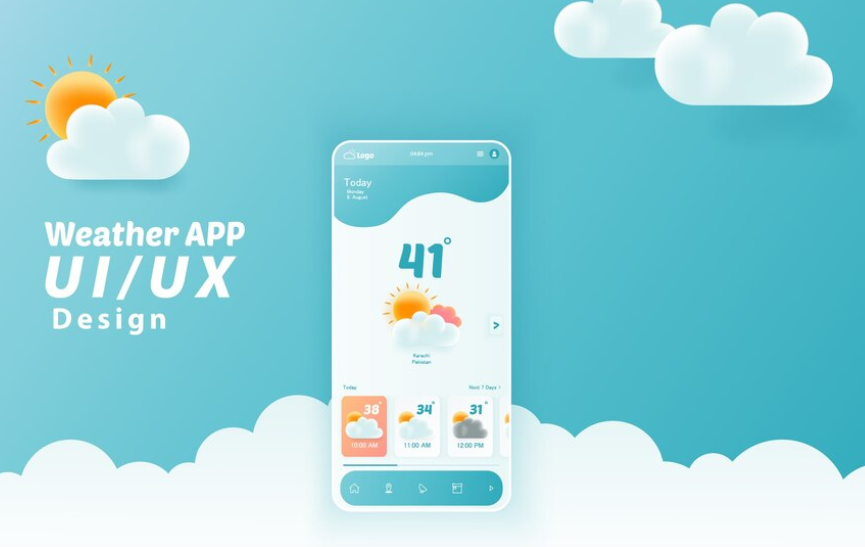 Weather APP
UI/UX
Design
Logo
Today
Monday
8, August
41°
>
Karachi
Pakistan
Today
Next 7 Days >
38°
34°
31°
10:00 AM
11:00 AM
12:00 PM